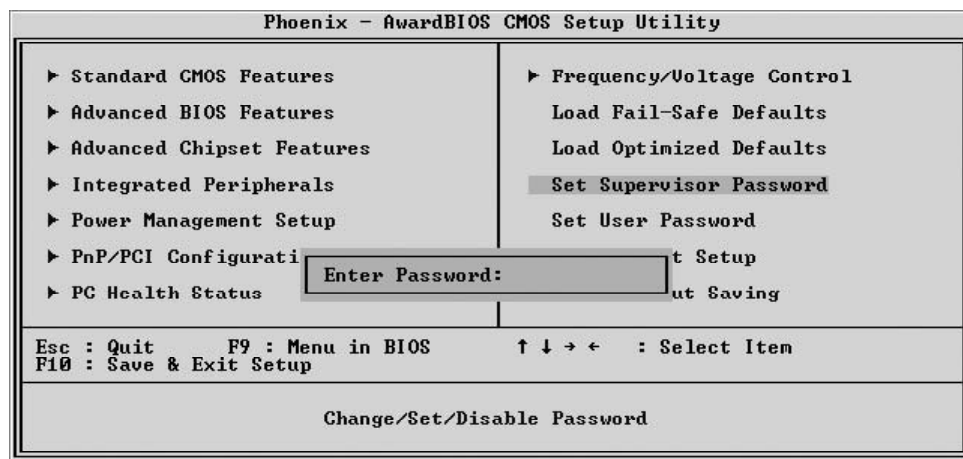 Phoenix - AwardBIOS CMOS Setup Utility
▶ Standard CMOS Features
▶ Advanced BIOS Features
▶ Advanced Chipset Features
▶ Integrated Peripherals
▶ Power Management Setup
▶ PnP/PCI Configurati
▶ PC Health Status
▶ Frequency/Voltage Control
Load Fail-Safe Defaults
Load Optimized Defaults
Set Supervisor Password
Set User Password
t Setup
ut Saving
Enter Password:
Esc : Quit F9 : Menu in BIOS ↑ ↓ → ← : Select Item
F10 : Save & Exit Setup
Change/Set/Disable Password